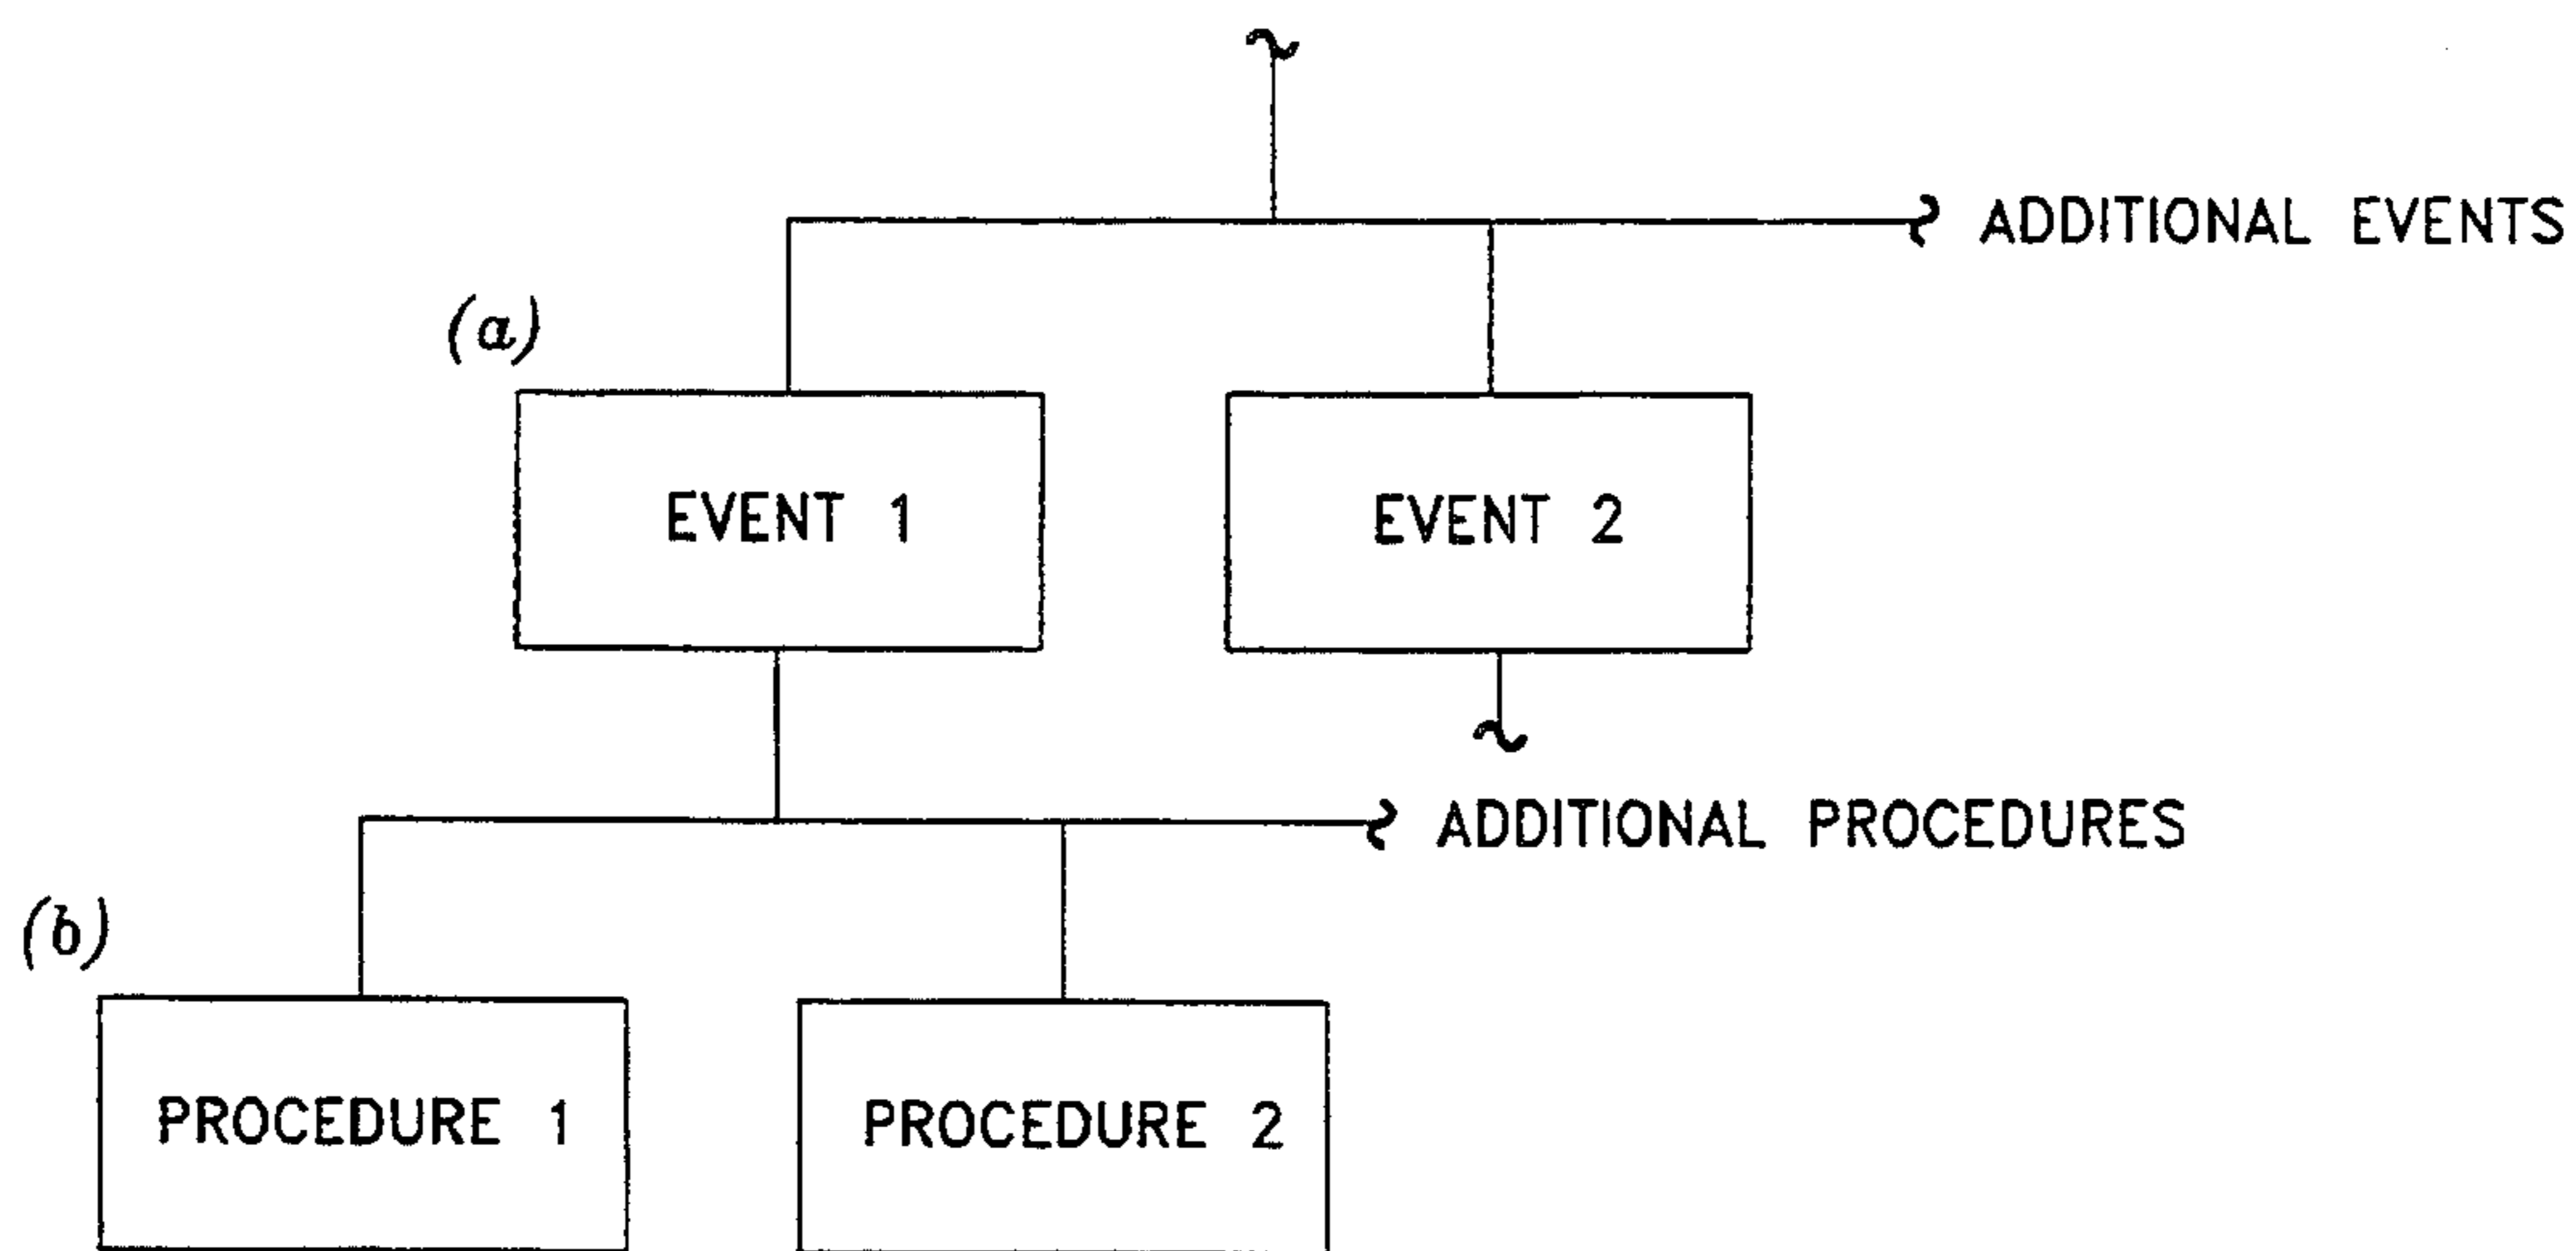 ADDITIONAL EVENTS
(a)
EVENT 1
EVENT 2
ADDITIONAL PROCEDURES
(b)
PROCEDURE 1
PROCEDURE 2